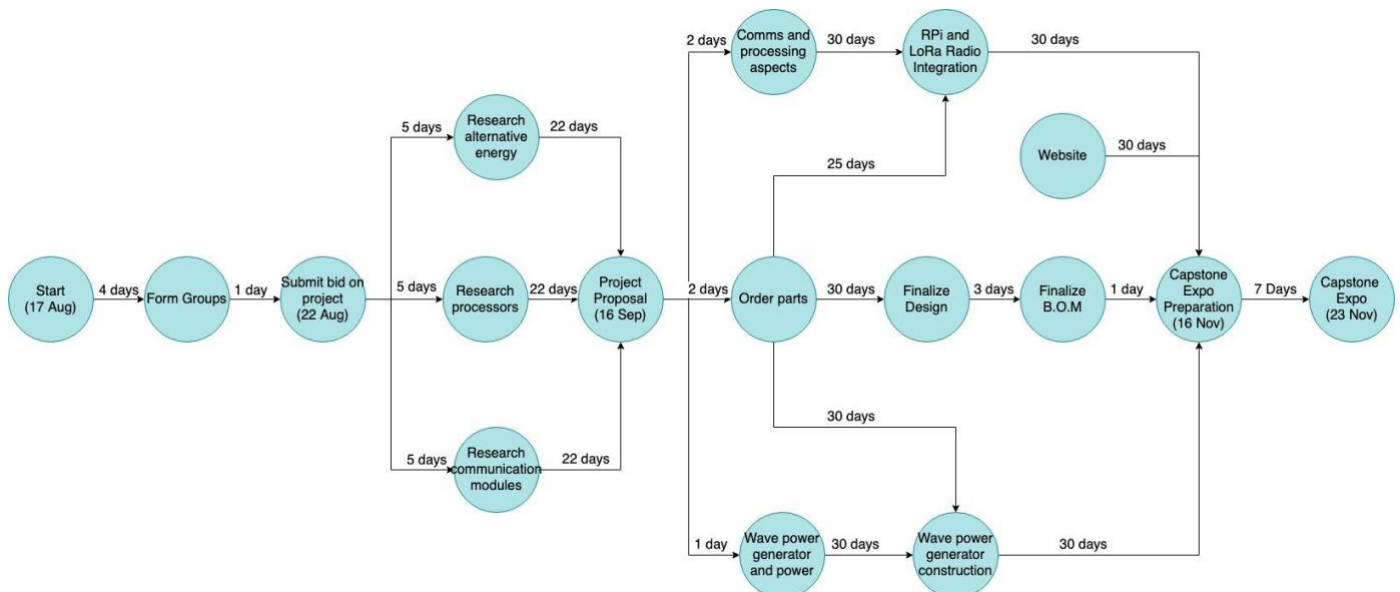 Start
(17 Aug)
4 days
Form Groups
1 day
Submit bid on
project
(22 Aug)
5 days
Research
alternative
energy
22 days
5 days
Research
processors
22 days
5 days
Research
communication
modules
22 days
Project
Proposal
(16 Sep)
2 days
Comms and
processing
aspects
30 days
RPi and
LoRa Radio
Integration
30 days
Website
30 days
2 days
Order parts
25 days
30 days
Finalize
Design
3 days
Finalize
B.O.M
1 day
30 days
1 day
Wave power
generator
and power
30 days
Wave power
generator
construction
30 days
Capstone
Expo
Preparation
(16 Nov)
7 Days
Capstone
Expo
(23 Nov)